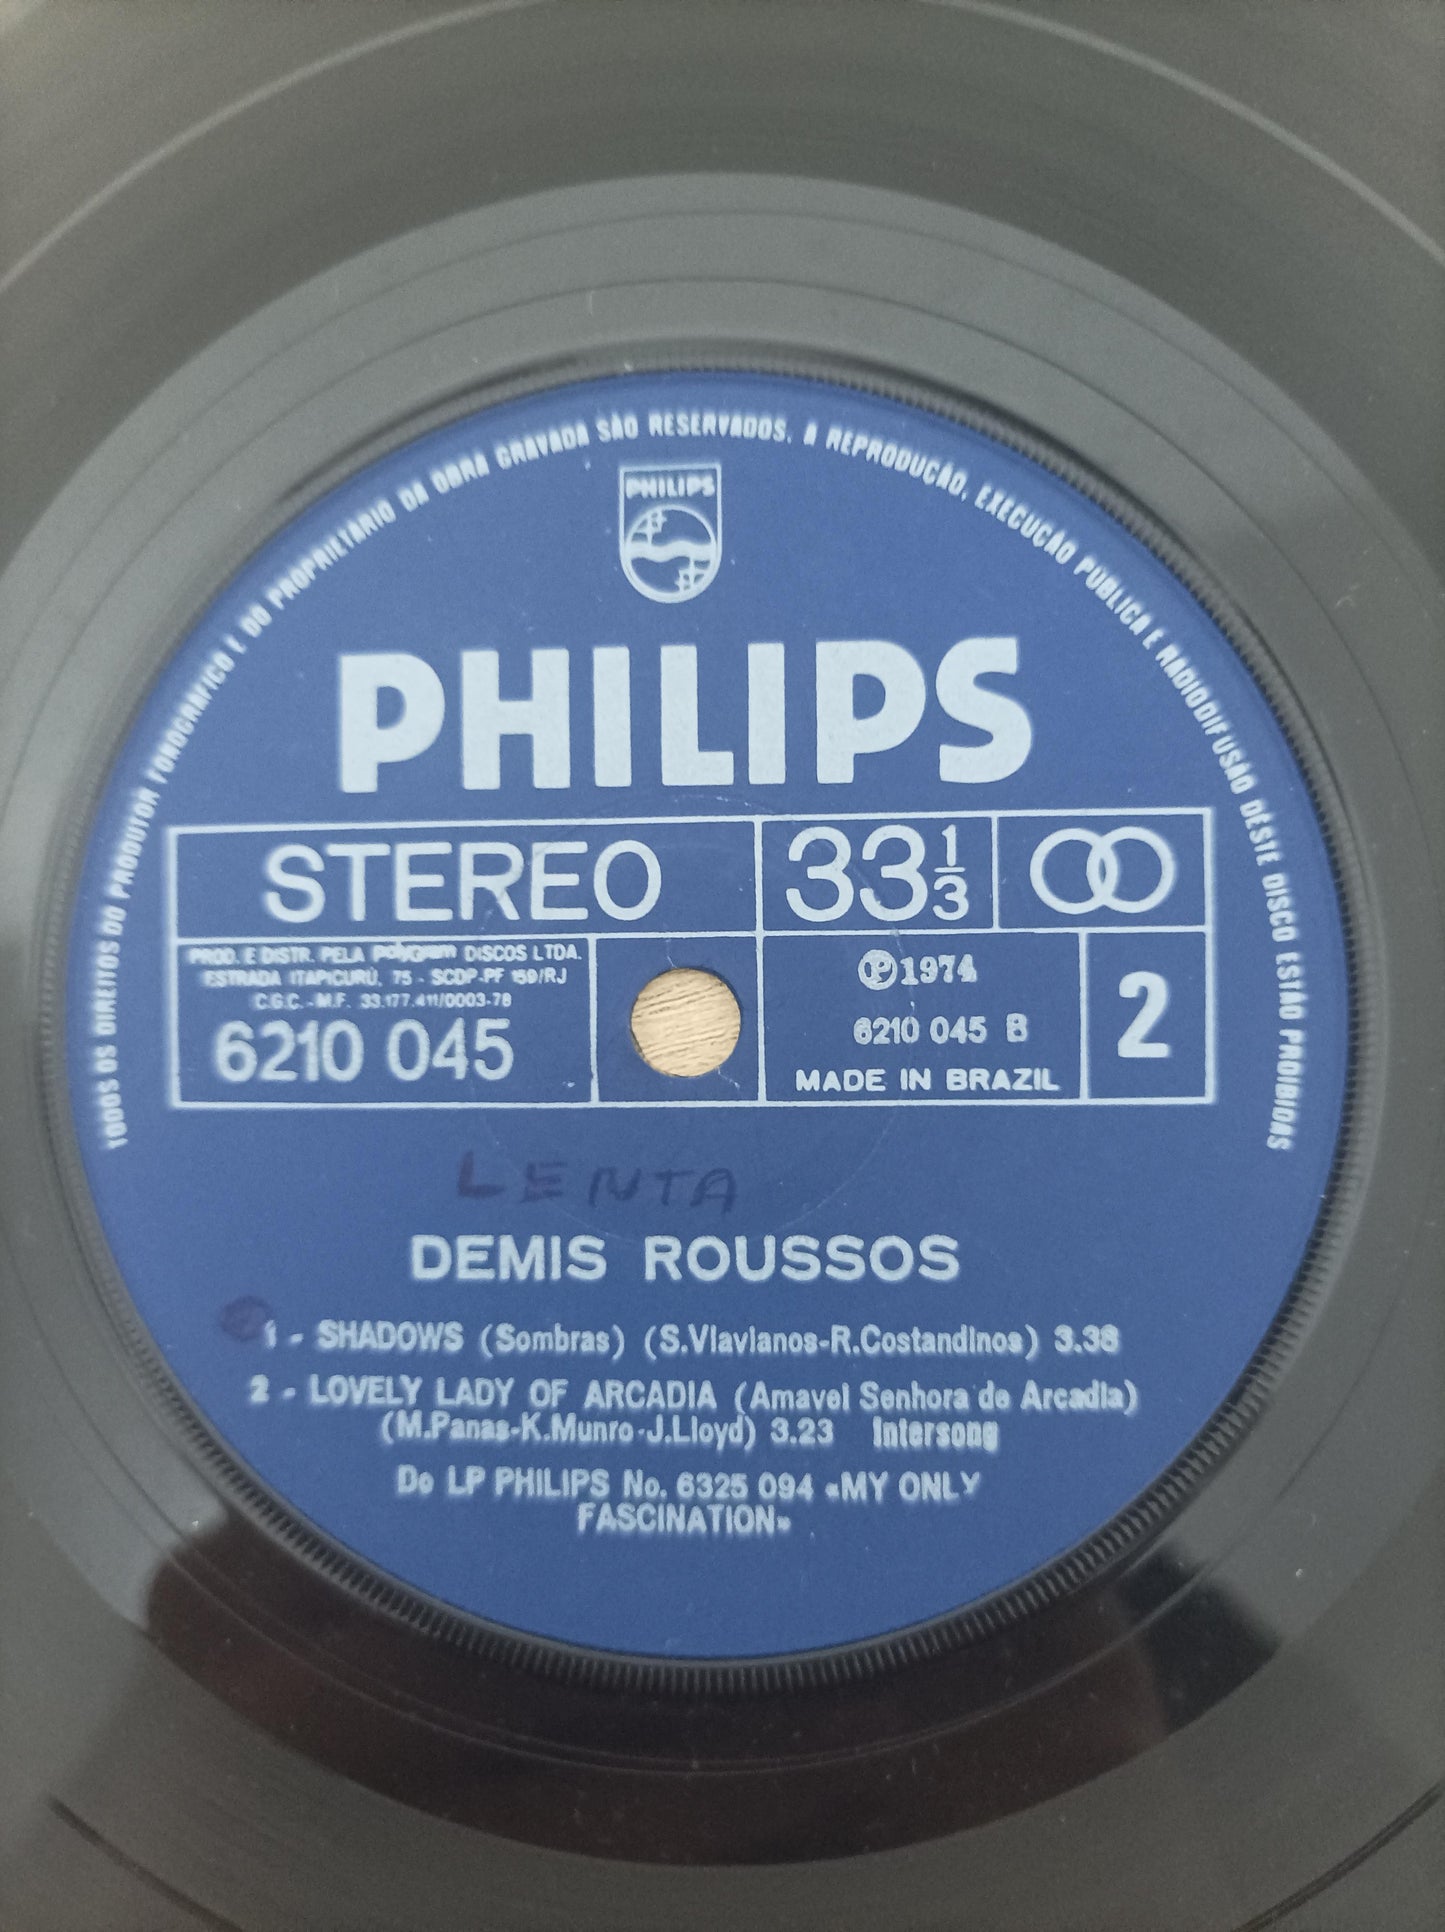 TODOS OS DIREITOS DO PRODUTOR FONOGRÁFICO E DO PROPRIETÁRIO DA OBRA GRAVADA SÃO RESERVADOS. A REPRODUÇÃO, EXECUÇÃO PÚBLICA E RADIODIFUSÃO DESTE DISCO ESTÃO PROIBIDAS
PHILIPS
PHILIPS
STEREO 33 1/3
PROD. E DISTR. PELA polygram DISCOS LTDA.
ESTRADA ITAPICURÚ, 75 - SCDP-PF 159/RJ
C.G.C. - M.F. 33.177.411/0003-78
6210 045
Ⓟ 1974
6210 045 B
MADE IN BRAZIL
2
LENTA
DEMIS ROUSSOS
1 - SHADOWS (Sombras) (S.Vlavianos-R.Costandinos) 3.38
2 - LOVELY LADY OF ARCADIA (Amavel Senhora de Arcadia)
(M.Panas-K.Munro-J.Lloyd) 3.23 Intersong
Do LP PHILIPS No. 6325 094 «MY ONLY
FASCINATION»